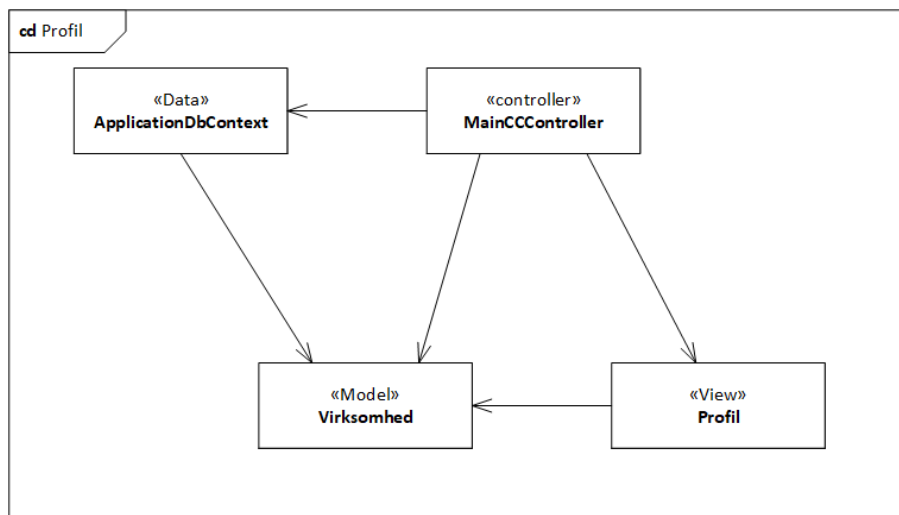 cd Profil
«Data»
ApplicationDbContext
«controller»
MainCCController
«Model»
Virksomhed
«View»
Profil